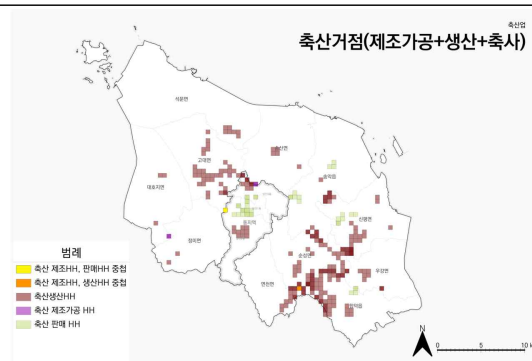 축산업
축산거점(제조가공+생산+축사)
석문면
송산면
고대면
송악읍
대호지면
신평면
정미면
순성면
우강면
면천면
합덕읍
범례
축산 제조HH, 판매HH 중첩
축산 제조HH, 생산HH 중첩
축산생산HH
축산 제조가공 HH
축산 판매 HH
N
0 5 10 k